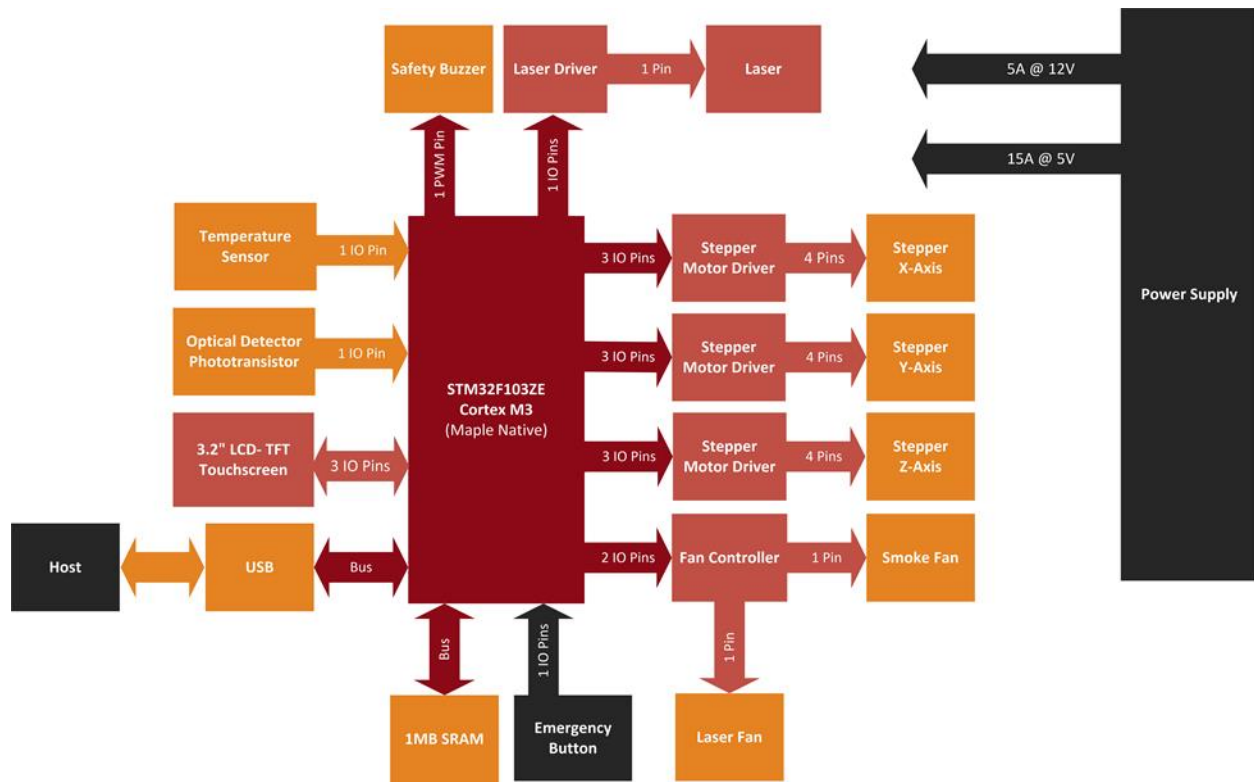 Safety Buzzer
Laser Driver
1 Pin
Laser
5A @ 12V
15A @ 5V
Power Supply
1 PWM Pin
1 IO Pins
Temperature
Sensor
1 IO Pin
Optical Detector
Phototransistor
1 IO Pin
3.2" LCD- TFT
Touchscreen
3 IO Pins
Host
USB
Bus
STM32F103ZE
Cortex M3
(Maple Native)
3 IO Pins
Stepper
Motor Driver
4 Pins
Stepper
X-Axis
3 IO Pins
Stepper
Motor Driver
4 Pins
Stepper
Y-Axis
3 IO Pins
Stepper
Motor Driver
4 Pins
Stepper
Z-Axis
2 IO Pins
Fan Controller
1 Pin
Smoke Fan
Bus
1 IO Pins
1 Pin
1MB SRAM
Emergency
Button
Laser Fan